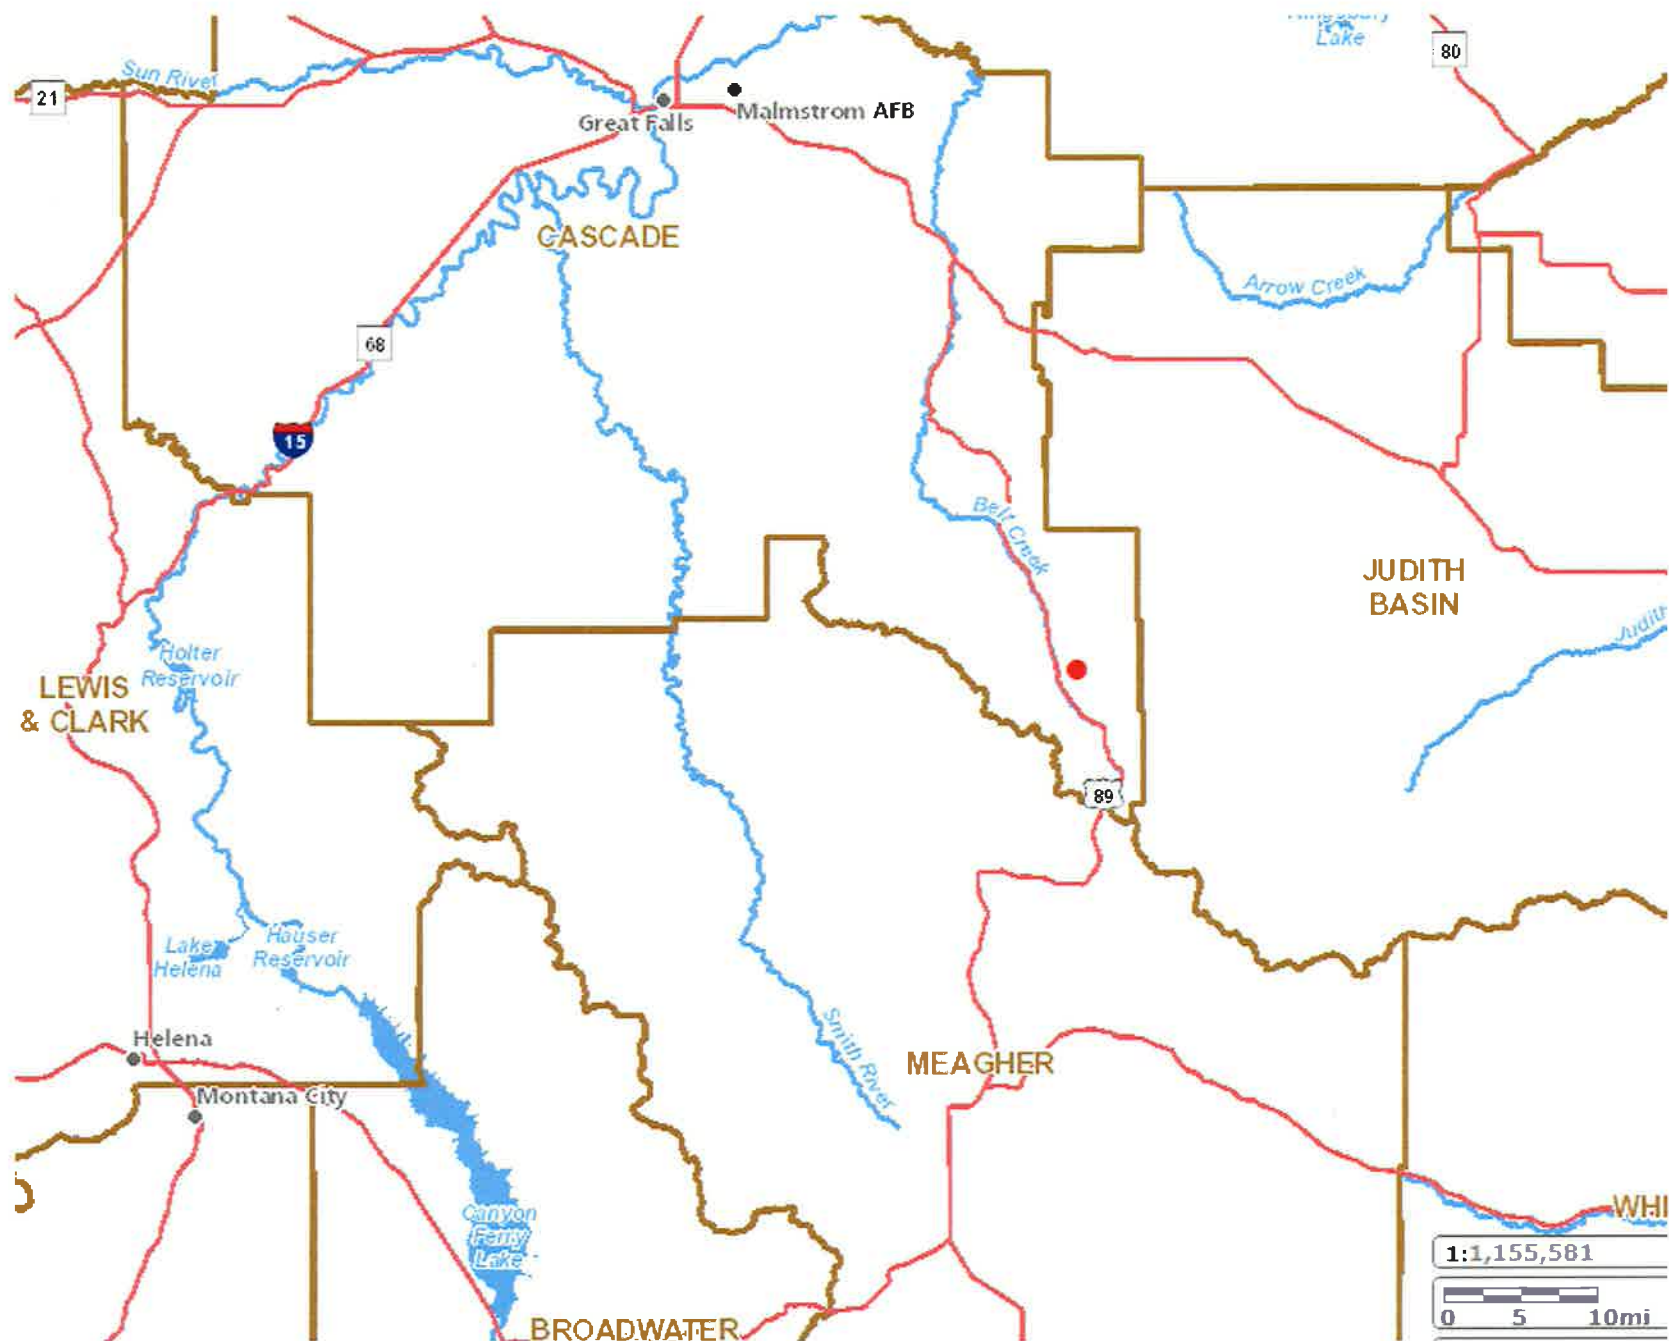 Lake
80
Sun River
21
Great Falls
Malmstrom AFB
CASCADE
Arrow Creek
68
15
Belt Creek
JUDITH
BASIN
Judith
Holter
Reservoir
LEWIS
& CLARK
89
Hauser
Reservoir
Lake
Helena
Smith River
Helena
MEAGHER
Montana City
Canyon
Ferry
Lake
WHI
1:1,155,581
0 5 10mi
BROADWATER